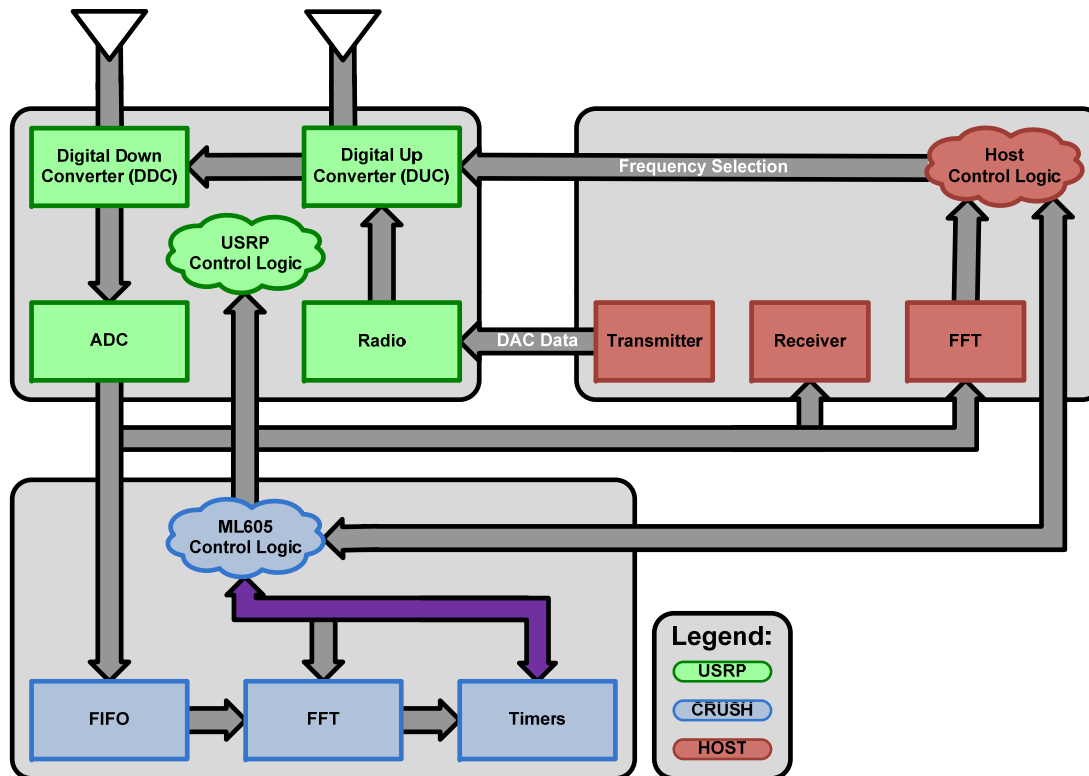 Digital Down
Converter (DDC)
Digital Up
Converter (DUC)
Frequency Selection
Host
Control Logic
USRP
Control Logic
ADC
Radio
DAC Data
Transmitter
Receiver
FFT
ML605
Control Logic
FIFO
FFT
Timers
Legend:
USRP
CRUSH
HOST